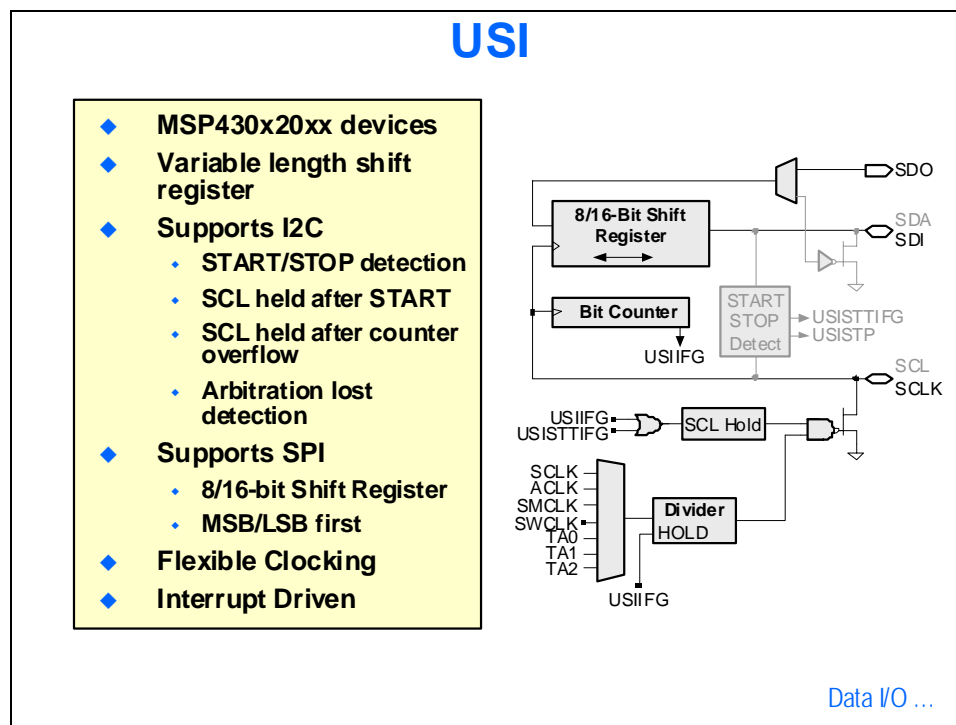 USI
MSP430x20xx devices
Variable length shift
register
Supports I2C
START/STOP detection
SCL held after START
SCL held after counter
overflow
Arbitration lost
detection
Supports SPI
8/16-bit Shift Register
MSB/LSB first
Flexible Clocking
Interrupt Driven
SDO
8/16-Bit Shift
Register
SDA
SDI
Bit Counter
USIIFG
START
STOP
Detect
USISTTIFG
USISTP
SCL
SCLK
USIIFG
USISTTIFG
SCL Hold
SCLK
ACLK
SMCLK
SWCLK
TA0
TA1
TA2
Divider
HOLD
USIIFG
Data I/O ...